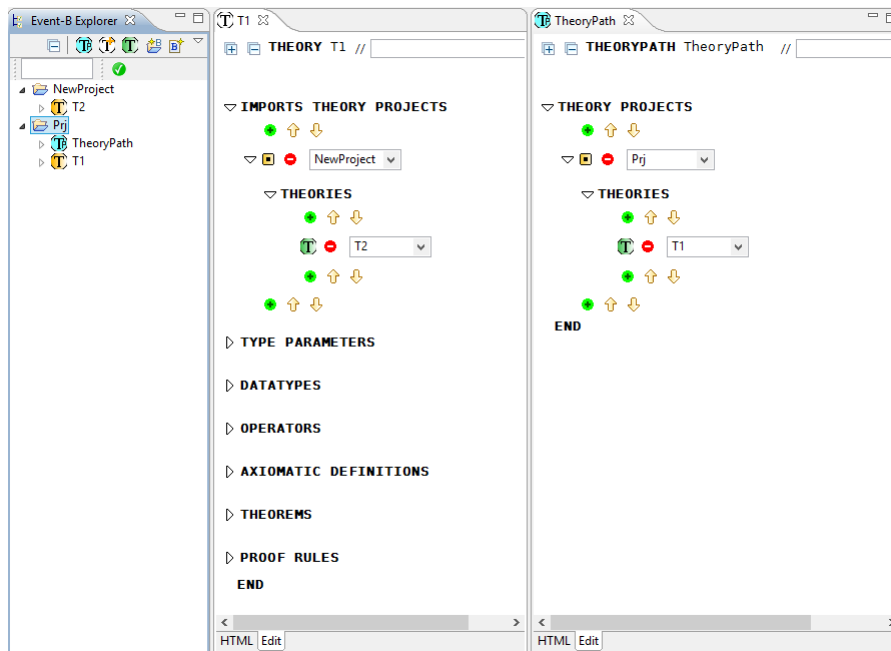 Event-B Explorer
NewProject
T2
Prj
TheoryPath
T1
T1
THEORY T1 //
IMPORTS THEORY PROJECTS
NewProject
THEORIES
T2
TYPE PARAMETERS
DATATYPES
OPERATORS
AXIOMATIC DEFINITIONS
THEOREMS
PROOF RULES
END
HTML Edit
TheoryPath
THEORYPATH TheoryPath //
THEORY PROJECTS
Prj
THEORIES
T1
END
HTML Edit